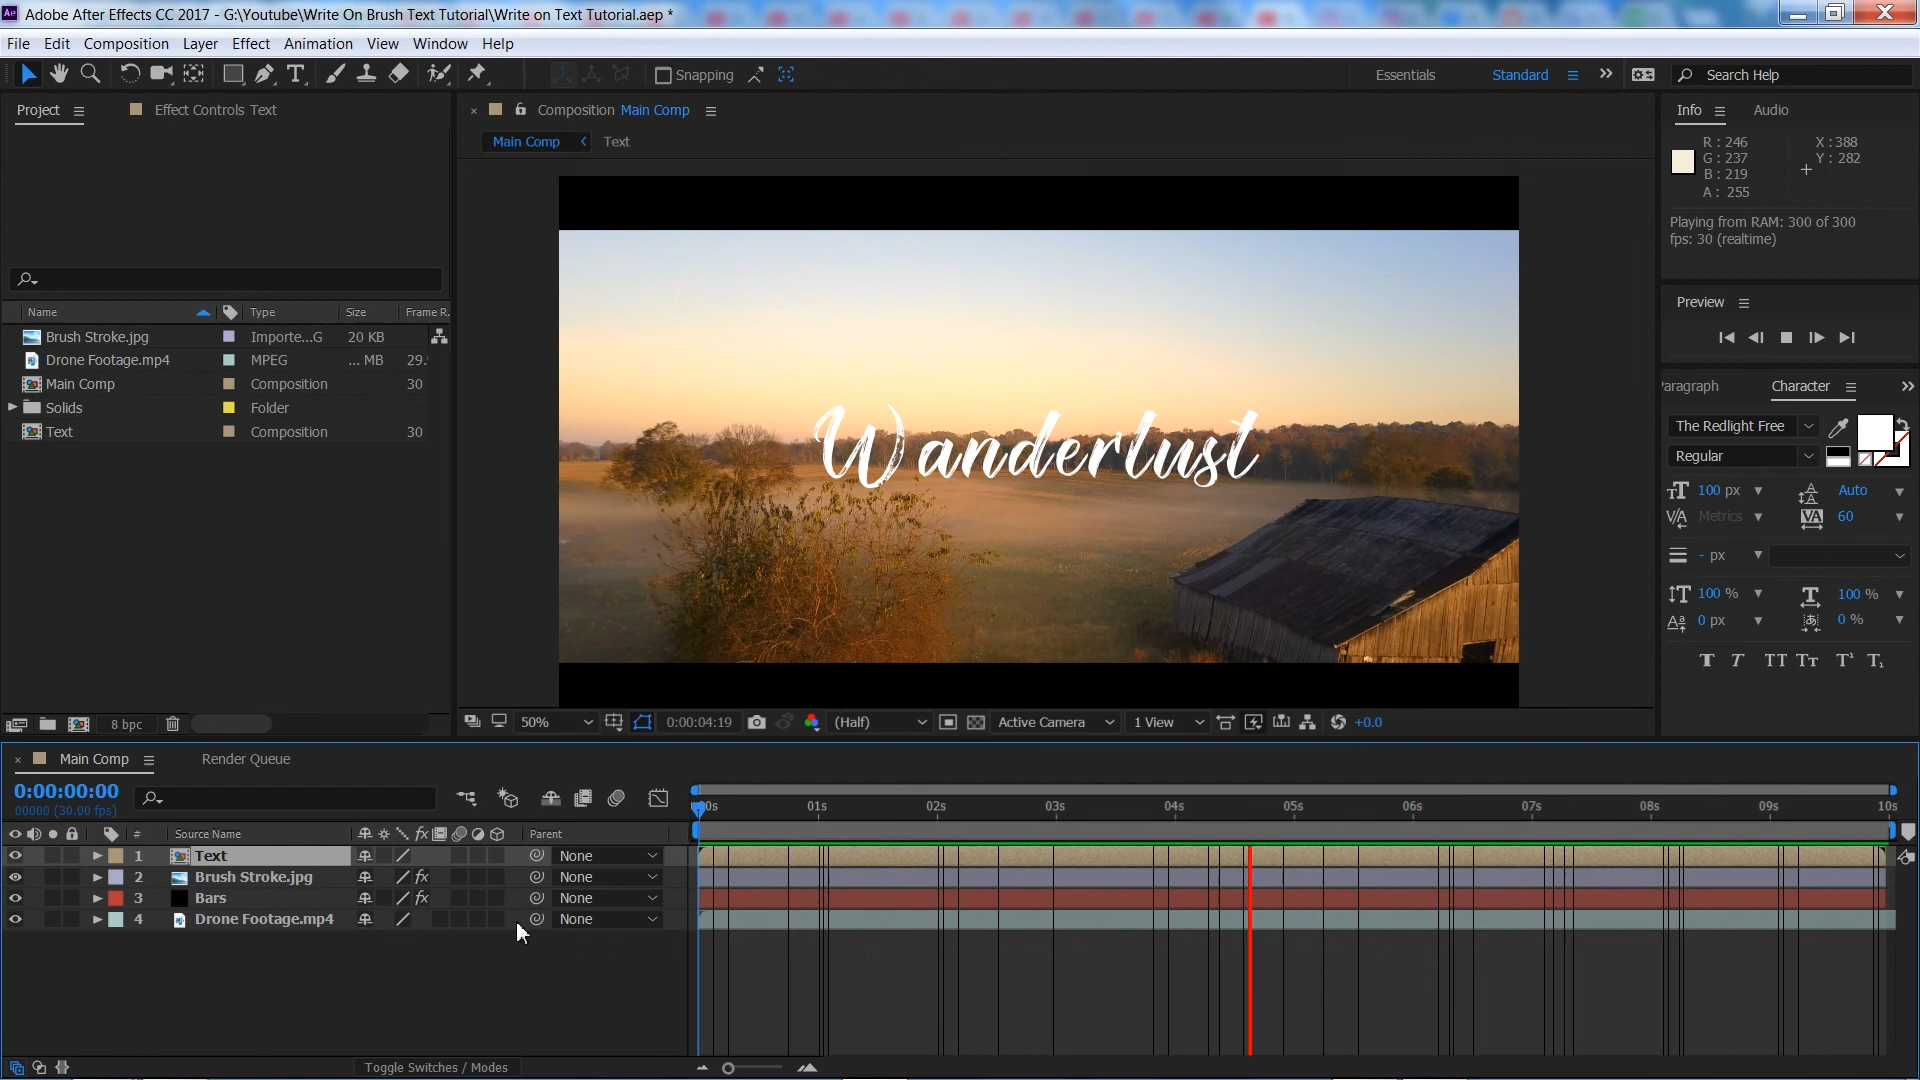 Adobe After Effects CC 2017 - G:\Youtube\Write On Brush Text Tutorial\Write on Text Tutorial.aep *
File Edit Composition Layer Effect Animation View Window Help
Snapping
Essentials Standard Search Help
Project Effect Controls Text
Composition Main Comp
Main Comp Text
Info Audio
R : 246 X : 388
G : 237 Y : 282
B : 219
A : 255
Playing from RAM: 300 of 300
fps: 30 (realtime)
Preview
Name Type Size Frame R.
Brush Stroke.jpg Importe...G 20 KB
Drone Footage.mp4 MPEG ... MB 29.
Main Comp Composition 30
Solids Folder
Text Composition 30
Wanderlust
aragraph Character
The Redlight Free
Regular
100 px Auto
Metrics 60
- px
100 % 100 %
0 px 0 %
8 bpc
50% 0:00:04:19 (Half) Active Camera 1 View +0.0
Main Comp Render Queue
0:00:00:00
00000 (30.00 fps)
00s 01s 02s 03s 04s 05s 06s 07s 08s 09s 10s
# Source Name Parent
1 Text None
2 Brush Stroke.jpg fx None
3 Bars fx None
4 Drone Footage.mp4 None
Toggle Switches / Modes